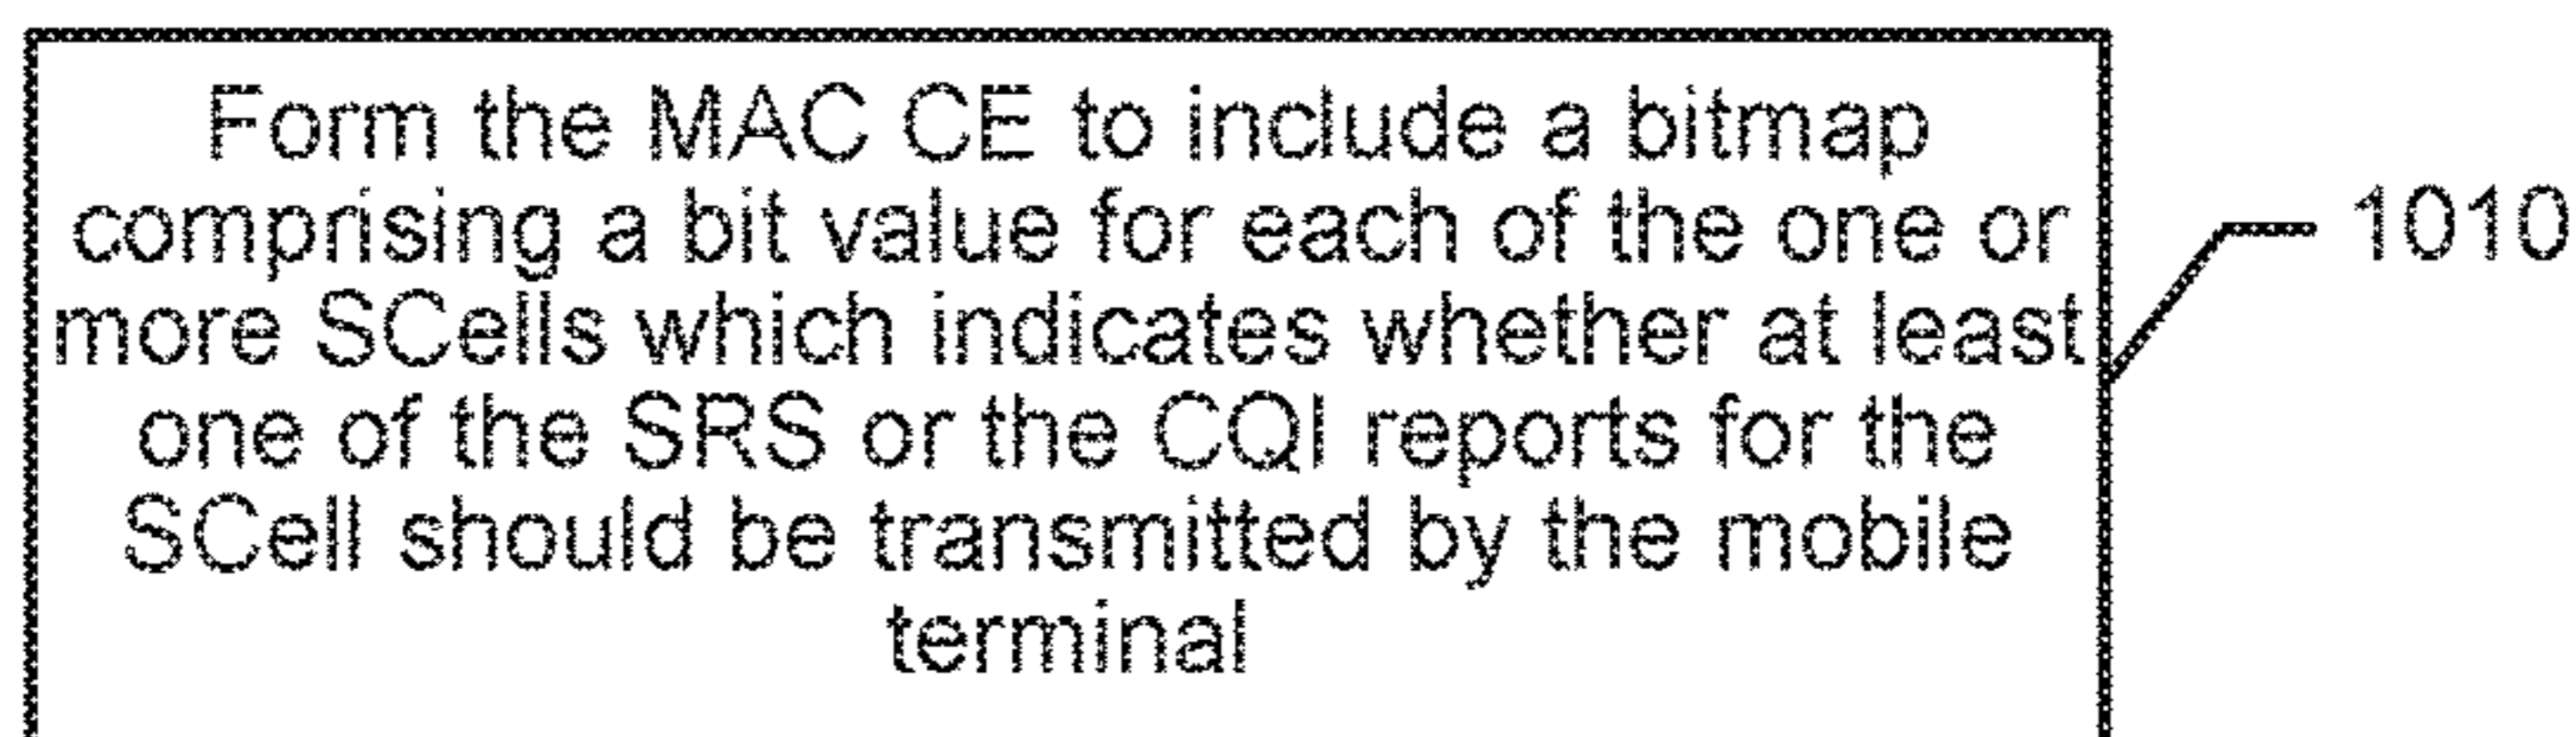 Form the MAC CE to include a bitmap
comprising a bit value for each of the one or
more SCells which indicates whether at least
one of the SRS or the CQI reports for the
SCell should be transmitted by the mobile
terminal
1010